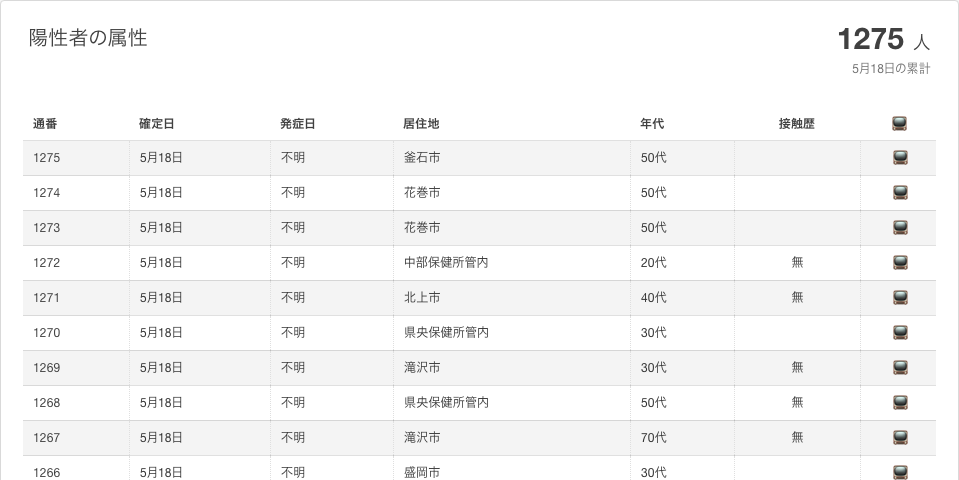 陽性者の属性
1275 人
5月18日の累計
通番 確定日 発症日 居住地 年代 接触歴
1275 5月18日 不明 釜石市 50代
1274 5月18日 不明 花巻市 50代
1273 5月18日 不明 花巻市 50代
1272 5月18日 不明 中部保健所管内 20代 無
1271 5月18日 不明 北上市 40代 無
1270 5月18日 不明 県央保健所管内 30代
1269 5月18日 不明 滝沢市 30代 無
1268 5月18日 不明 県央保健所管内 50代 無
1267 5月18日 不明 滝沢市 70代 無
1266 5月18日 不明 盛岡市 30代